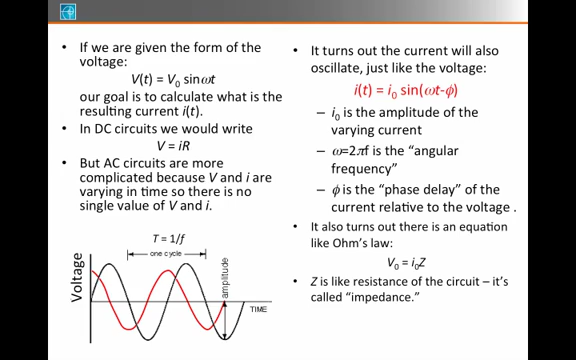 • If we are given the form of the
voltage:
V(t) = V₀ sinωt
our goal is to calculate what is the
resulting current i(t).
• In DC circuits we would write
V = iR
• But AC circuits are more
complicated because V and i are
varying in time so there is no
single value of V and i.
T = 1/f
one cycle
Voltage
amplitude
TIME
• It turns out the current will also
oscillate, just like the voltage:
i(t) = i₀ sin(ωt-ϕ)
– i₀ is the amplitude of the
varying current
– ω=2πf is the “angular
frequency”
– ϕ is the “phase delay” of the
current relative to the voltage .
• It also turns out there is an equation
like Ohm’s law:
V₀ = i₀Z
• Z is like resistance of the circuit – it’s
called “impedance.”